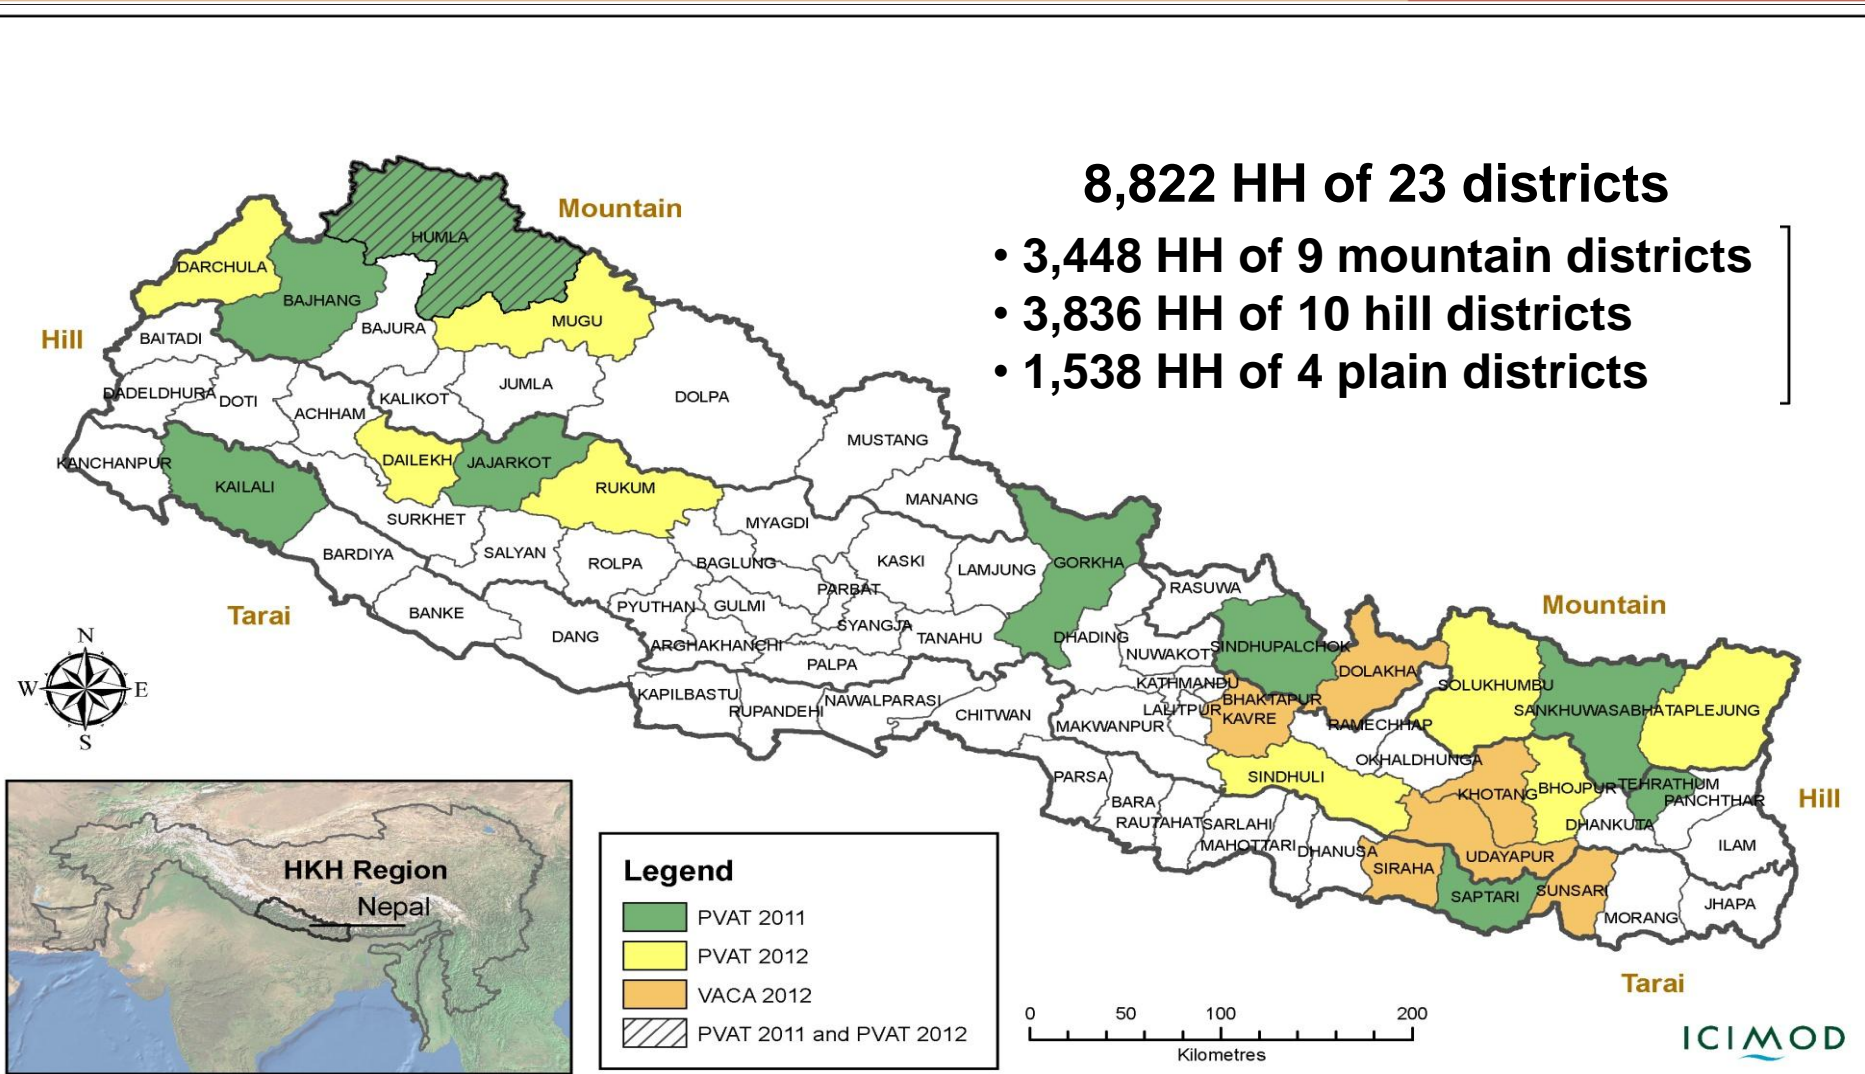 8,822 HH of 23 districts
• 3,448 HH of 9 mountain districts
• 3,836 HH of 10 hill districts
• 1,538 HH of 4 plain districts
Mountain
HUMLA
DARCHULA
BAJHANG
MUGU
BAJURA
Hill
BAITADI
JUMLA
DADELDHURA
DOTI
KALIKOT
DOLPA
ACHHAM
MUSTANG
KANCHANPUR
DAILEKH
JAJARKOT
KAILALI
RUKUM
MANANG
SURKHET
MYAGDI
BARDIYA
SALYAN
ROLPA
BAGLUNG
KASKI
LAMJUNG
GORKHA
PARBAT
RASUWA
Tarai
BANKE
PYUTHAN
GULMI
Mountain
DANG
SYANGJA
TANAHU
DHADING
ARGHAKHANCHI
NUWAKOT
SINDHUPALCHOK
PALPA
DOLAKHA
KATHMANDU
SOLUKHUMBU
KAPILBASTU
RUPANDEHI
NAWALPARASI
CHITWAN
LALITPUR
BHAKTAPUR
KAVRE
SANKHUWASABHA
TAPLEJUNG
MAKWANPUR
RAMECHHAP
OKHALDHUNGA
PARSA
SINDHULI
KHOTANG
BHOJPUR
TEHRATHUM
PANCHTHAR
Hill
BARA
RAUTAHAT
SARLAHI
DHANKUTA
MAHOTTARI
DHANUSA
ILAM
UDAYAPUR
SIRAHA
SAPTARI
SUNSARI
MORANG
JHAPA
Tarai
N
W
E
S
HKH Region
Nepal
Legend
PVAT 2011
PVAT 2012
VACA 2012
PVAT 2011 and PVAT 2012
0 50 100 200
Kilometres
ICIMOD